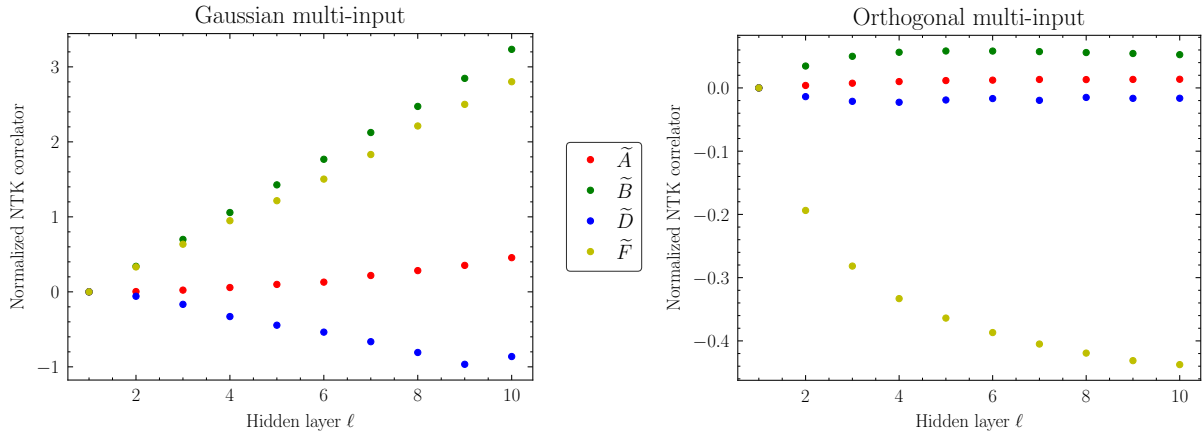 Gaussian multi-input
Normalized NTK correlator
3
2
1
0
−1
2
4
6
8
10
Hidden layer ℓ
Ã
B̃
D̃
F̃
Orthogonal multi-input
Normalized NTK correlator
0.0
−0.1
−0.2
−0.3
−0.4
2
4
6
8
10
Hidden layer ℓ